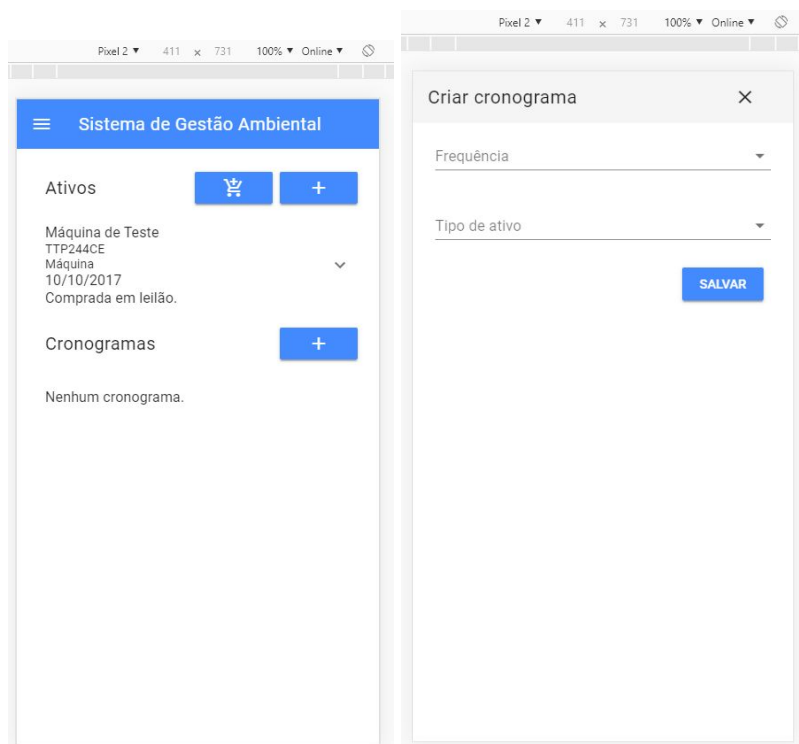 Pixel 2 ▼ 411 x 731 100% ▼ Online ▼
Sistema de Gestão Ambiental
Ativos
+
Máquina de Teste
TTP244CE
Máquina
10/10/2017
Comprada em leilão.
Cronogramas
+
Nenhum cronograma.
Pixel 2 ▼ 411 x 731 100% ▼ Online ▼
Criar cronograma
Frequência
Tipo de ativo
SALVAR